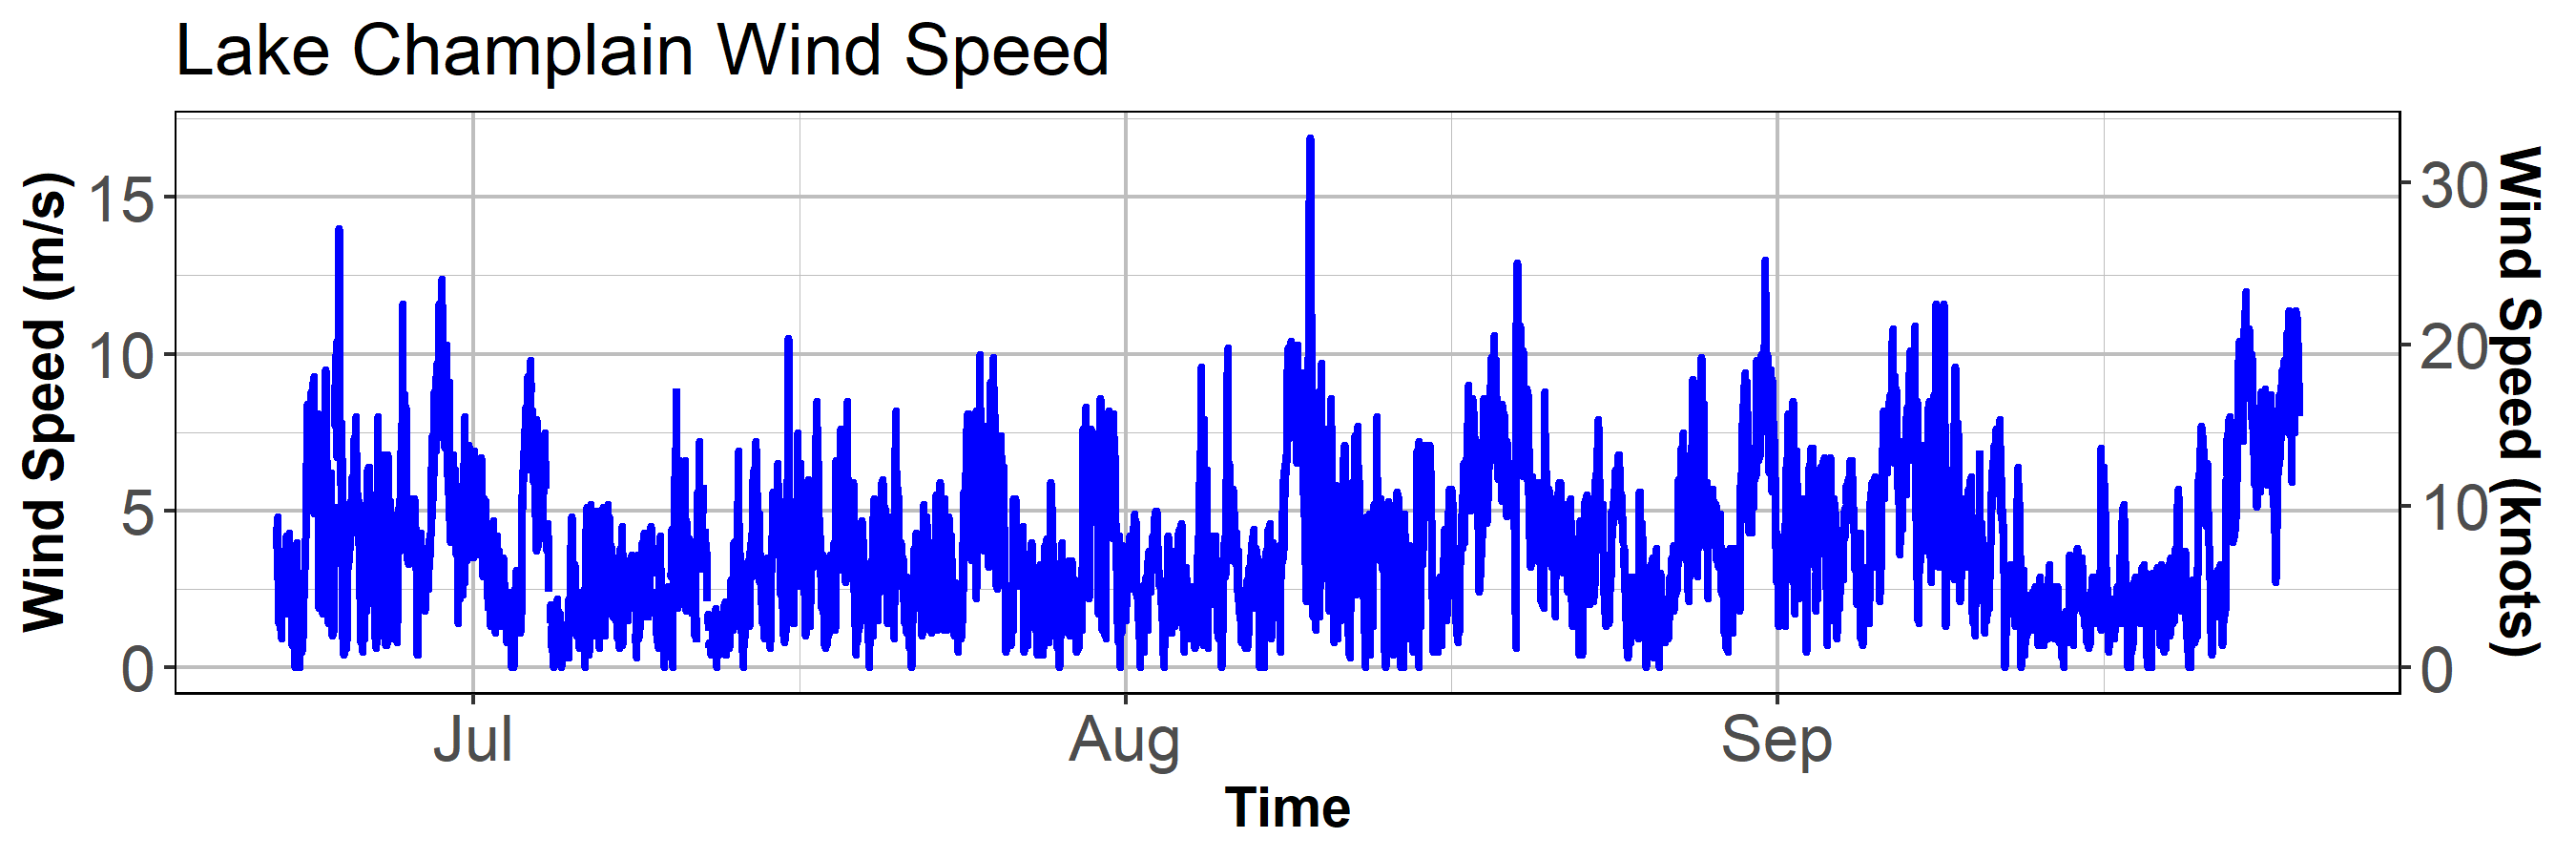 Lake Champlain Wind Speed
Wind Speed (m/s)
15
10
5
0
30
20
10
0
Wind Speed (knots)
Jul
Aug
Sep
Time